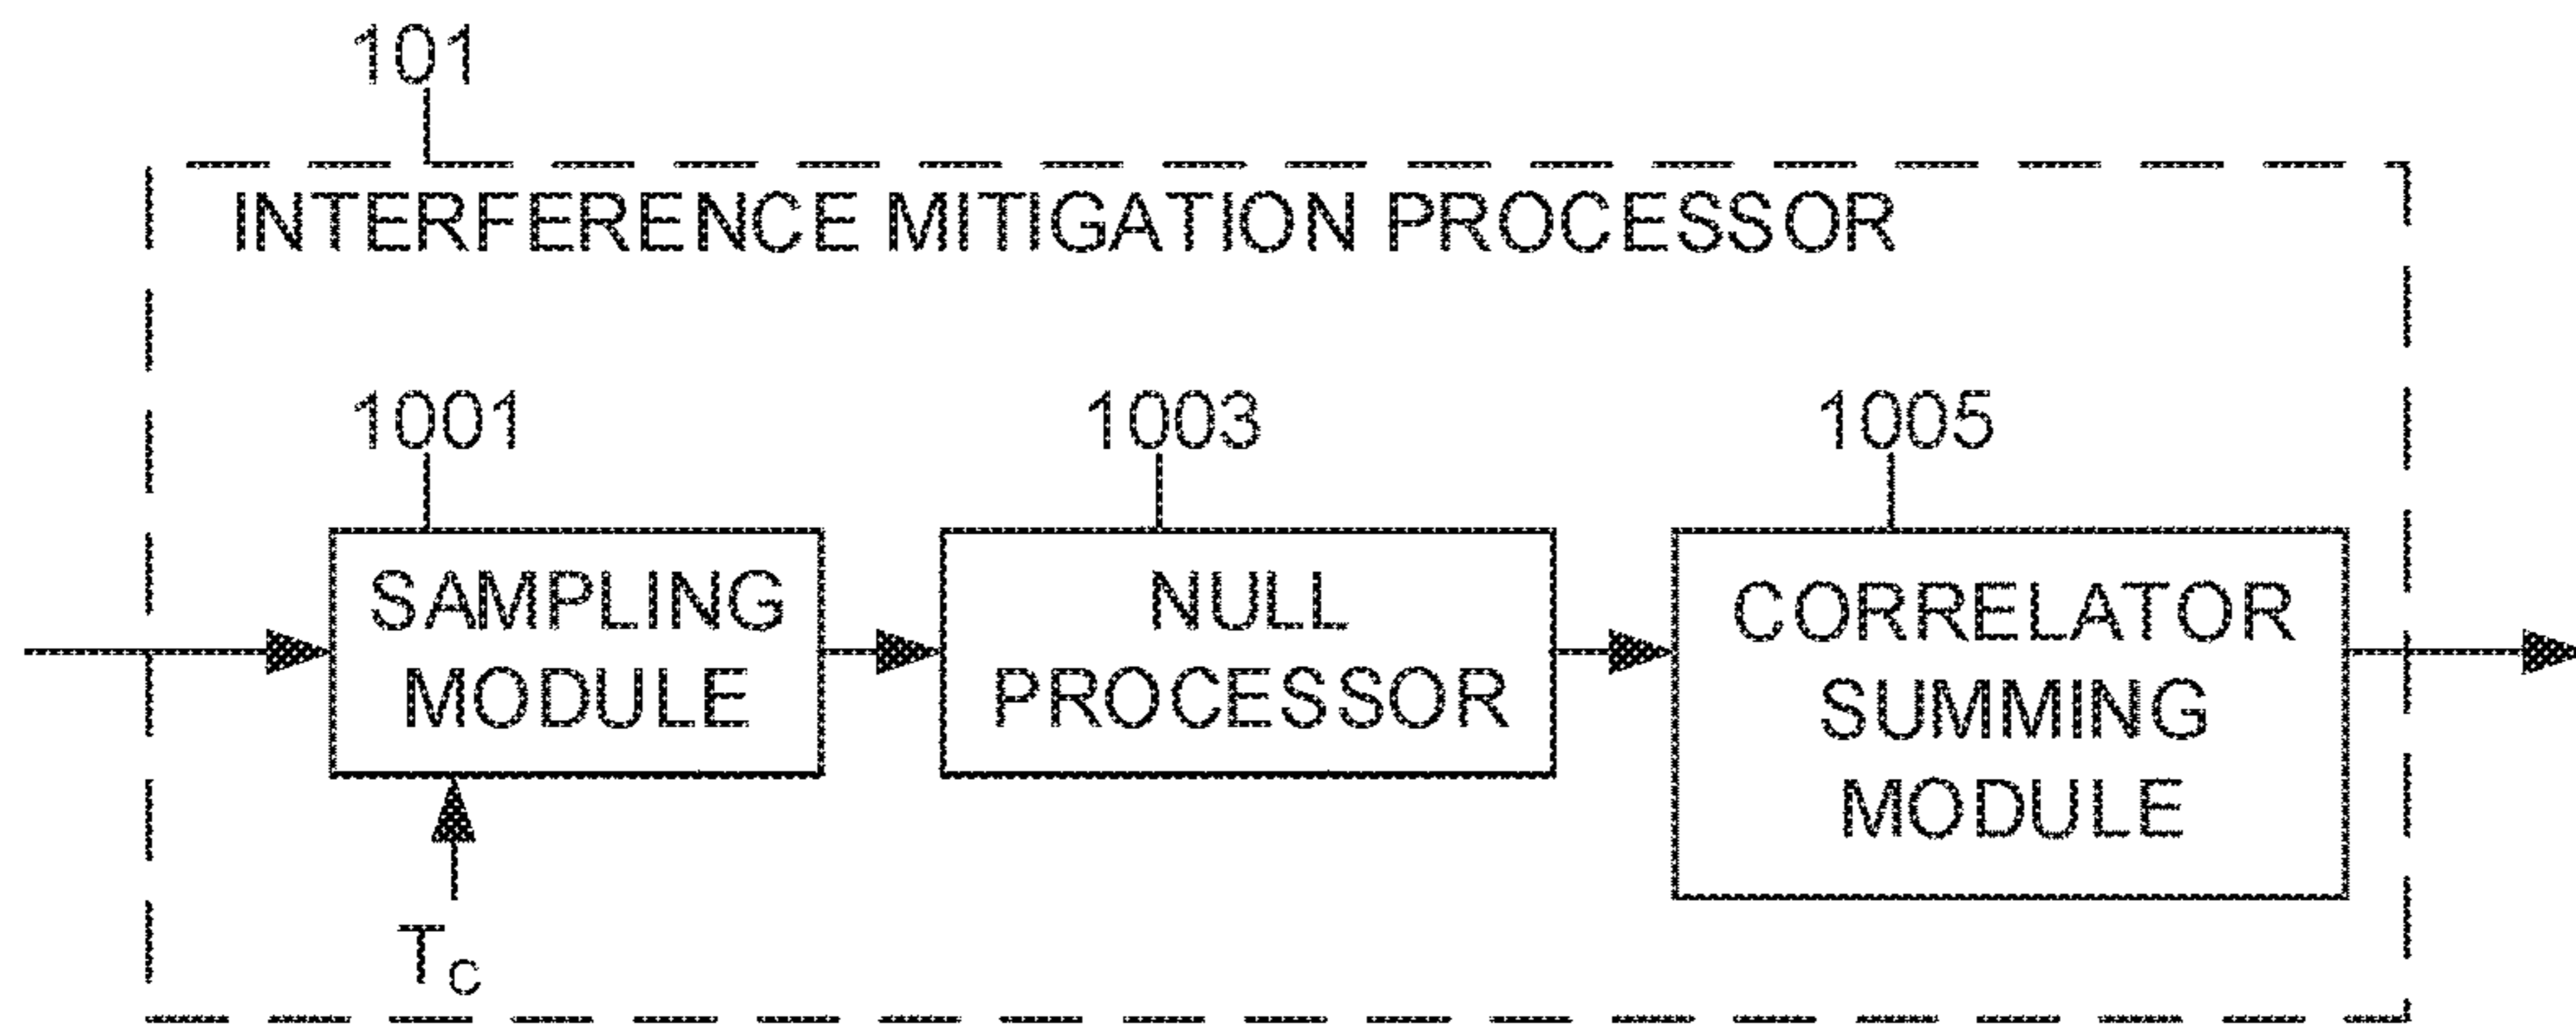 101
INTERFERENCE MITIGATION PROCESSOR
1001
1003
1005
SAMPLING
MODULE
NULL
PROCESSOR
CORRELATOR
SUMMING
MODULE
TC